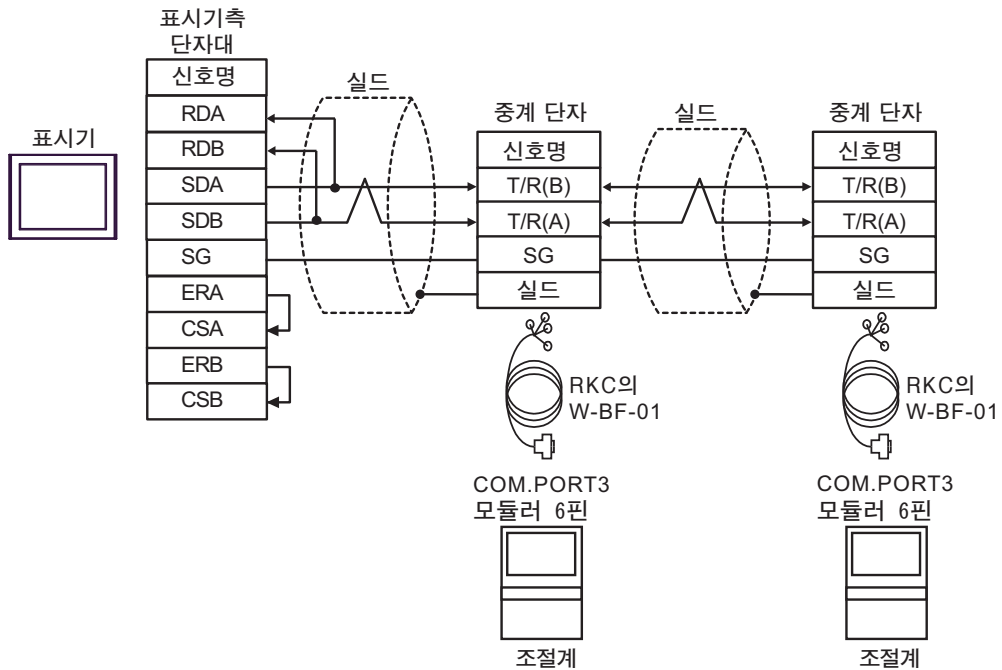 표시기
표시기측
단자대
신호명
RDA
RDB
SDA
SDB
SG
ERA
CSA
ERB
CSB
실드
중계 단자
신호명
T/R(B)
T/R(A)
SG
실드
RKC의
W-BF-01
COM.PORT3
모듈러 6핀
조절계
실드
중계 단자
신호명
T/R(B)
T/R(A)
SG
실드
RKC의
W-BF-01
COM.PORT3
모듈러 6핀
조절계